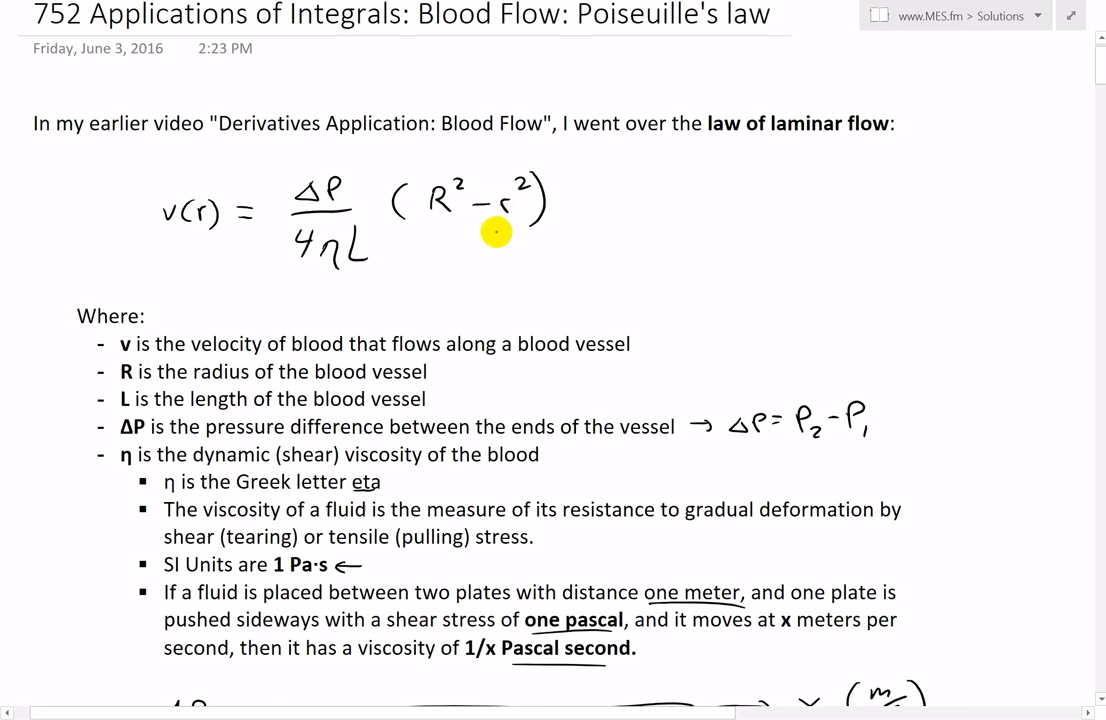 752 Applications of Integrals: Blood Flow: Poiseuille's law
www.MES.fm > Solutions
Friday, June 3, 2016 2:23 PM
In my earlier video "Derivatives Application: Blood Flow", I went over the law of laminar flow:
v(r) = ΔP / 4ηL (R² − r²)
Where:
- v is the velocity of blood that flows along a blood vessel
- R is the radius of the blood vessel
- L is the length of the blood vessel
- ΔP is the pressure difference between the ends of the vessel → ΔP = P₂ − P₁
- η is the dynamic (shear) viscosity of the blood
▪ η is the Greek letter eta
▪ The viscosity of a fluid is the measure of its resistance to gradual deformation by
shear (tearing) or tensile (pulling) stress.
▪ SI Units are 1 Pa·s ←
▪ If a fluid is placed between two plates with distance one meter, and one plate is
pushed sideways with a shear stress of one pascal, and it moves at x meters per
second, then it has a viscosity of 1/x Pascal second.